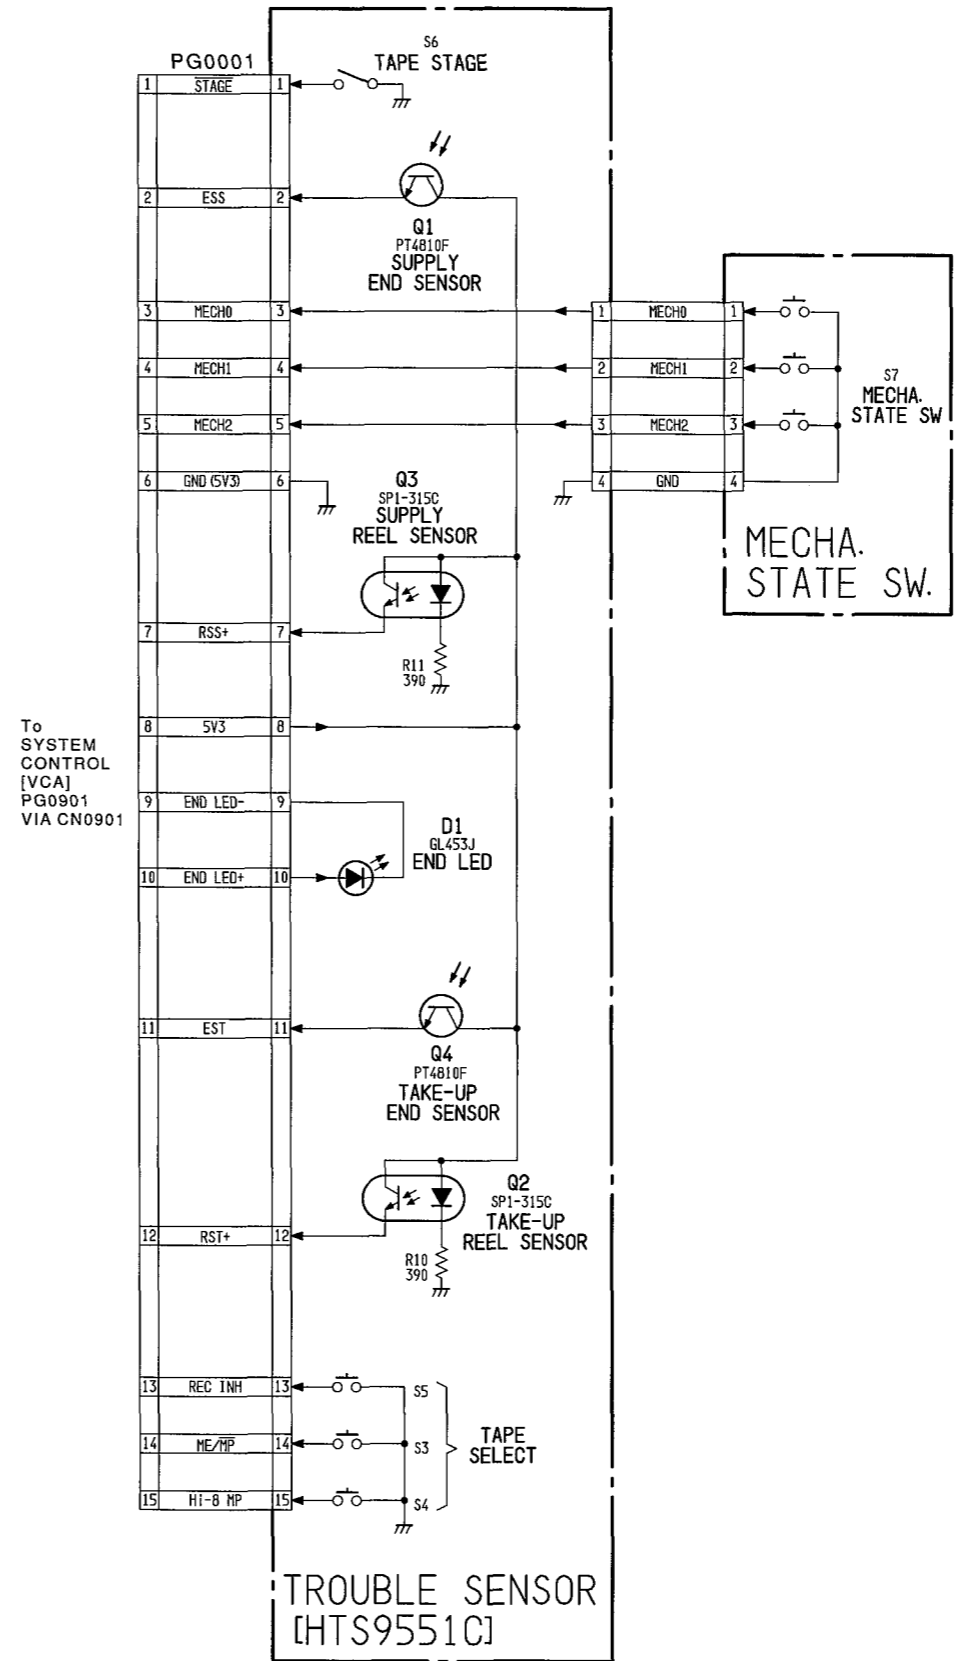 S6
TAPE STAGE
PG0001
1 STAGE 1
2 ESS 2
Q1
PT4810F
SUPPLY
END SENSOR
3 MECH0 3
1 MECH0 1
4 MECH1 4
2 MECH1 2
S7
MECHA.
STATE SW
5 MECH2 5
3 MECH2 3
6 GND (5V3) 6
4 GND 4
Q3
SP1-315C
SUPPLY
REEL SENSOR
MECHA.
STATE SW.
7 RSS+ 7
R11
390
8 5V3 8
To
SYSTEM
CONTROL
[VCA]
PG0901
VIA CN0901
9 END LED- 9
D1
GL453J
END LED
10 END LED+ 10
11 EST 11
Q4
PT4810F
TAKE-UP
END SENSOR
Q2
SP1-315C
TAKE-UP
REEL SENSOR
12 RST+ 12
R10
390
13 REC INH 13
S5
14 ME/MP 14
S3
TAPE
SELECT
15 Hi-8 MP 15
S4
TROUBLE SENSOR
[HTS9551C]